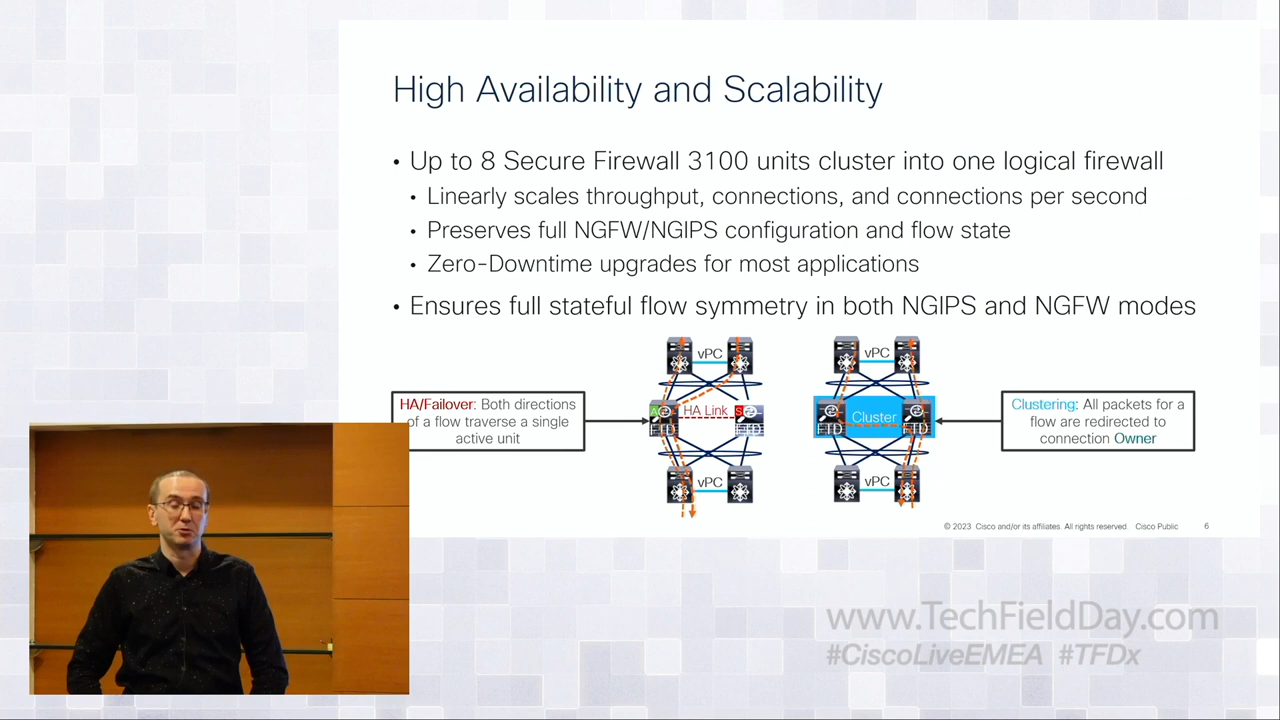 High Availability and Scalability
• Up to 8 Secure Firewall 3100 units cluster into one logical firewall
• Linearly scales throughput, connections, and connections per second
• Preserves full NGFW/NGIPS configuration and flow state
• Zero-Downtime upgrades for most applications
• Ensures full stateful flow symmetry in both NGIPS and NGFW modes
HA/Failover: Both directions
of a flow traverse a single
active unit
vPC
A
HA Link
S
FTD
FTD
vPC
vPC
Cluster
FTD
FTD
vPC
Clustering: All packets for a
flow are redirected to
connection Owner
© 2023 Cisco and/or its affiliates. All rights reserved. Cisco Public
6
www.TechFieldDay.com
#CiscoLiveEMEA #TFDx